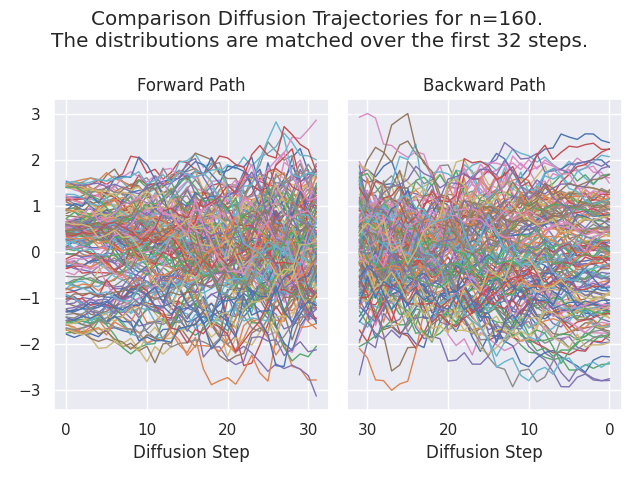 Comparison Diffusion Trajectories for n=160.
The distributions are matched over the first 32 steps.
Forward Path
Backward Path
3
2
1
0
−1
−2
−3
0
10
20
30
30
20
10
0
Diffusion Step
Diffusion Step